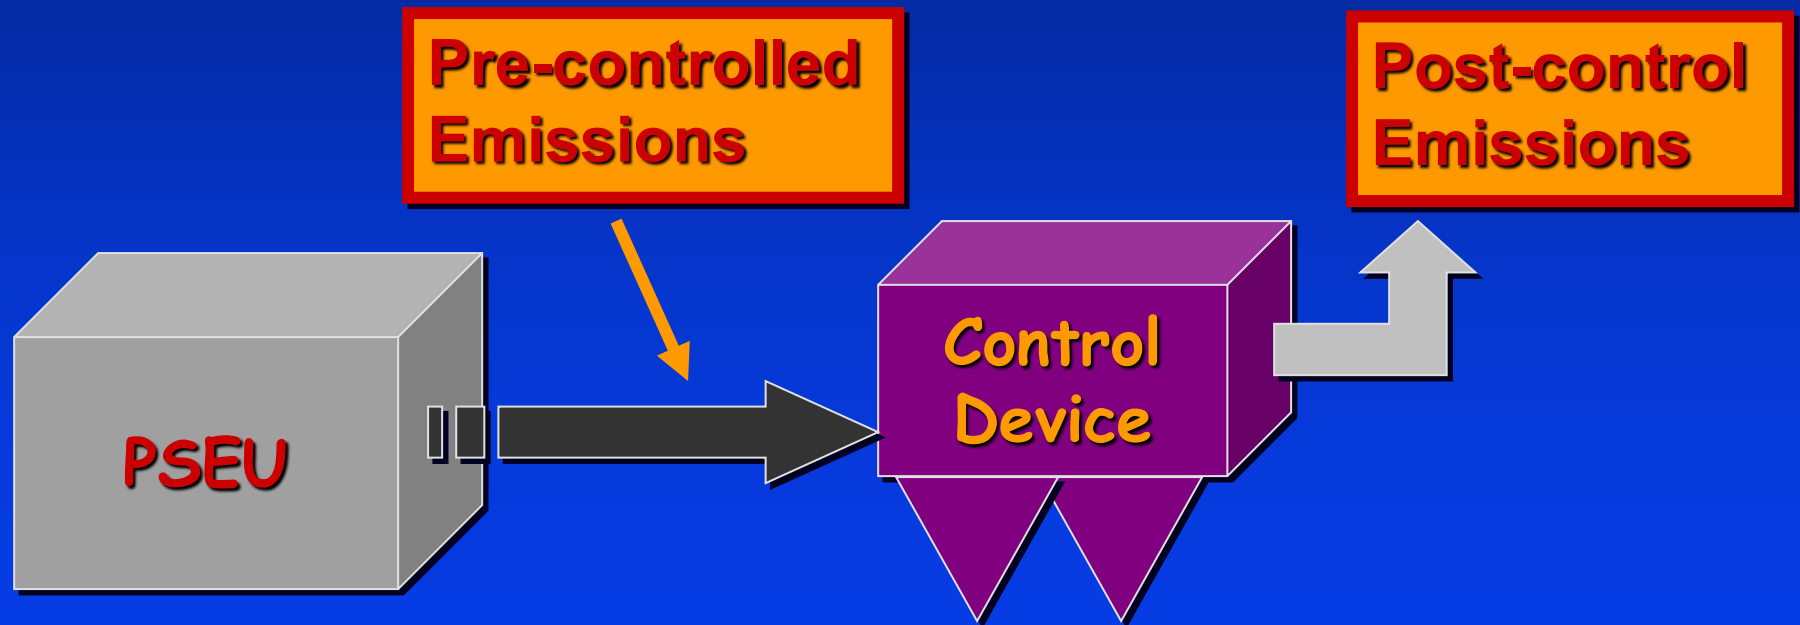 Pre-controlled
Emissions
Post-control
Emissions
PSEU
Control
Device